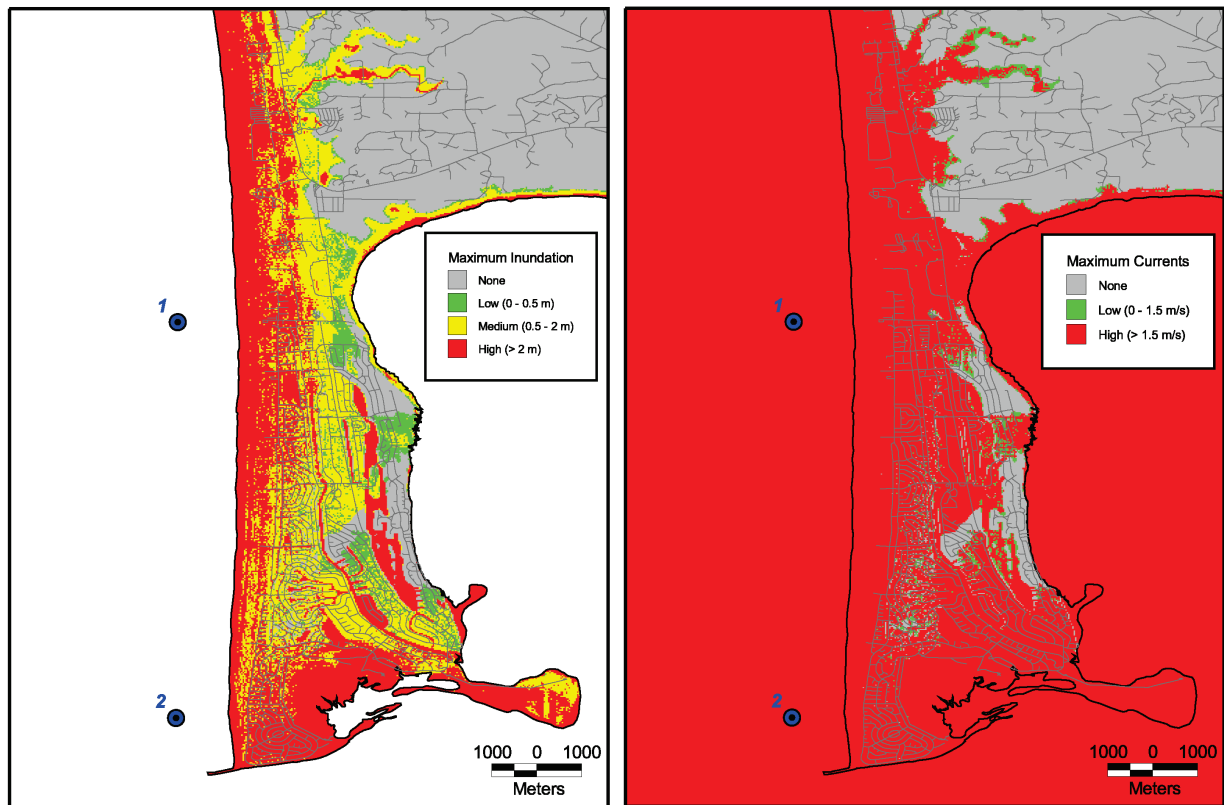 1
2
Maximum Inundation
None
Low (0 - 0.5 m)
Medium (0.5 - 2 m)
High (> 2 m)
1000 0 1000
Meters
1
2
Maximum Currents
None
Low (0 - 1.5 m/s)
High (> 1.5 m/s)
1000 0 1000
Meters